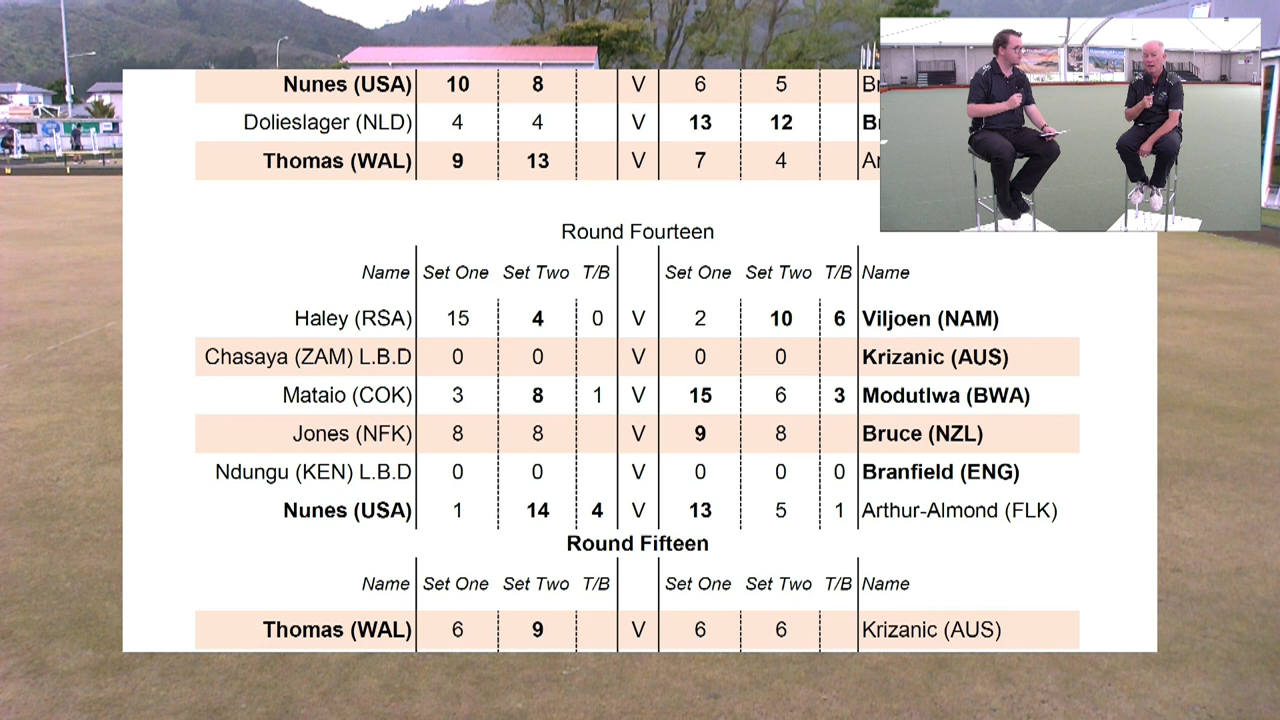 Nunes (USA) 10 8 V 6 5
Dolieslager (NLD) 4 4 V 13 12
Thomas (WAL) 9 13 V 7 4
Round Fourteen
Name Set One Set Two T/B Set One Set Two T/B Name
Haley (RSA) 15 4 0 V 2 10 6 Viljoen (NAM)
Chasaya (ZAM) L.B.D 0 0 V 0 0 Krizanic (AUS)
Mataio (COK) 3 8 1 V 15 6 3 Modutlwa (BWA)
Jones (NFK) 8 8 V 9 8 Bruce (NZL)
Ndungu (KEN) L.B.D 0 0 V 0 0 0 Branfield (ENG)
Nunes (USA) 1 14 4 V 13 5 1 Arthur-Almond (FLK)
Round Fifteen
Name Set One Set Two T/B Set One Set Two T/B Name
Thomas (WAL) 6 9 V 6 6 Krizanic (AUS)